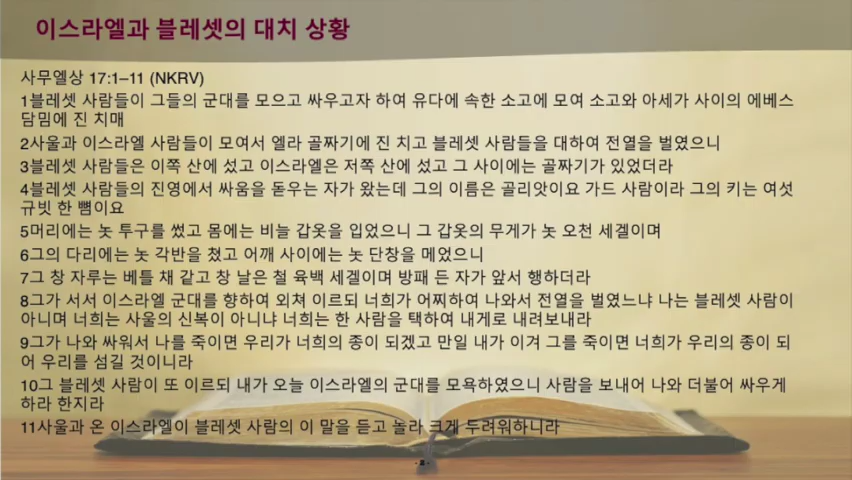 이스라엘과 블레셋의 대치 상황
사무엘상 17:1–11 (NKRV)
1블레셋 사람들이 그들의 군대를 모으고 싸우고자 하여 유다에 속한 소고에 모여 소고와 아세가 사이의 에베스
담밈에 진 치매
2사울과 이스라엘 사람들이 모여서 엘라 골짜기에 진 치고 블레셋 사람들을 대하여 전열을 벌였으니
3블레셋 사람들은 이쪽 산에 섰고 이스라엘은 저쪽 산에 섰고 그 사이에는 골짜기가 있었더라
4블레셋 사람들의 진영에서 싸움을 돋우는 자가 왔는데 그의 이름은 골리앗이요 가드 사람이라 그의 키는 여섯
규빗 한 뼘이요
5머리에는 놋 투구를 썼고 몸에는 비늘 갑옷을 입었으니 그 갑옷의 무게가 놋 오천 세겔이며
6그의 다리에는 놋 각반을 쳤고 어깨 사이에는 놋 단창을 메었으니
7그 창 자루는 베틀 채 같고 창 날은 철 육백 세겔이며 방패 든 자가 앞서 행하더라
8그가 서서 이스라엘 군대를 향하여 외쳐 이르되 너희가 어찌하여 나와서 전열을 벌였느냐 나는 블레셋 사람이
아니며 너희는 사울의 신복이 아니냐 너희는 한 사람을 택하여 내게로 내려보내라
9그가 나와 싸워서 나를 죽이면 우리가 너희의 종이 되겠고 만일 내가 이겨 그를 죽이면 너희가 우리의 종이 되
어 우리를 섬길 것이니라
10그 블레셋 사람이 또 이르되 내가 오늘 이스라엘의 군대를 모욕하였으니 사람을 보내어 나와 더불어 싸우게
하라 한지라
11사울과 온 이스라엘이 블레셋 사람의 이 말을 듣고 놀라 크게 두려워하니라